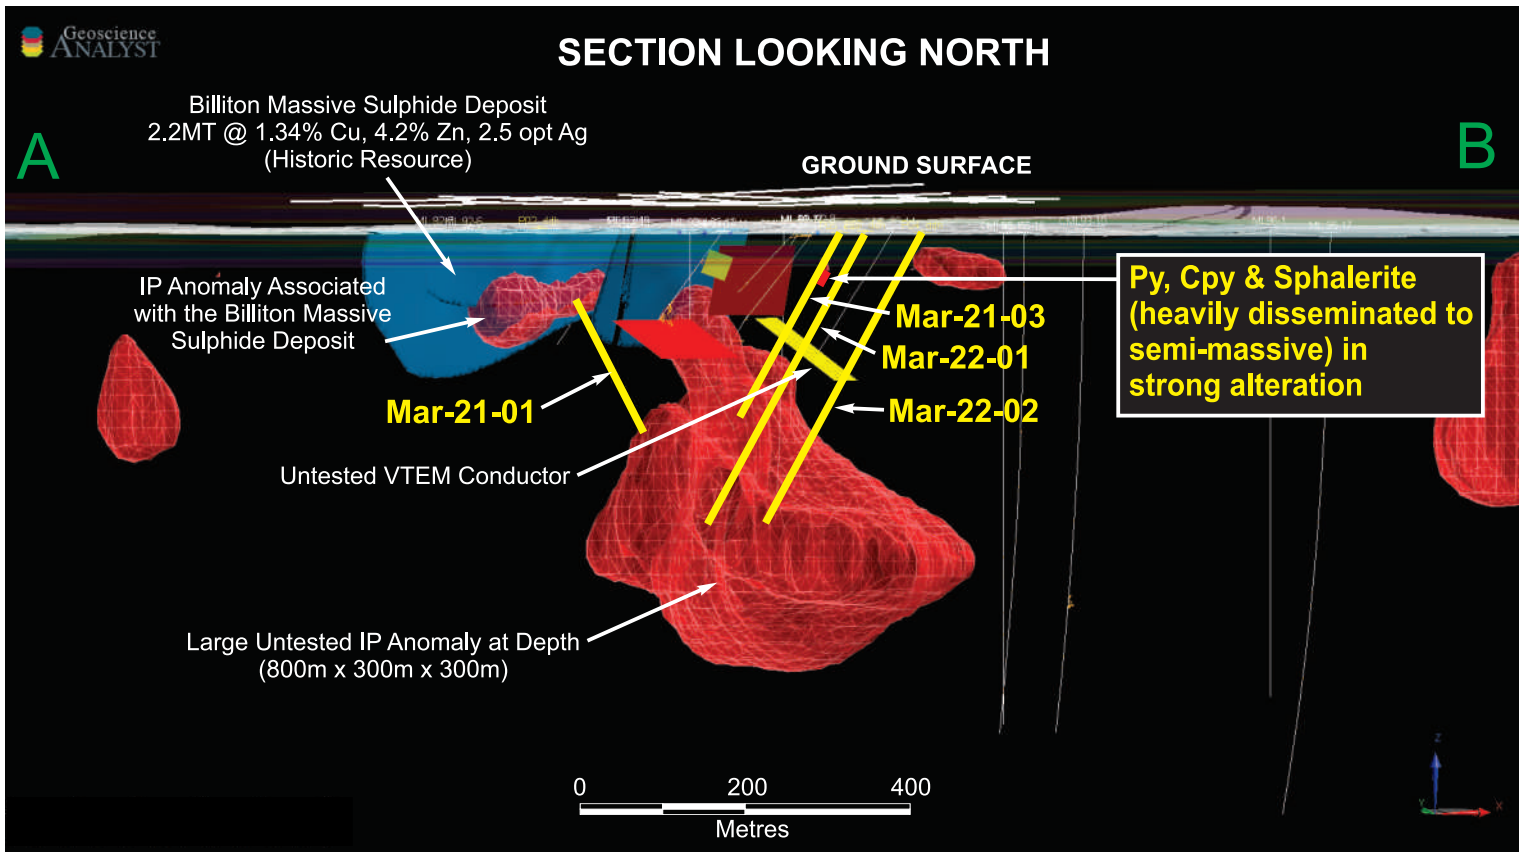 Geoscience
ANALYST
SECTION LOOKING NORTH
Billiton Massive Sulphide Deposit
2.2MT @ 1.34% Cu, 4.2% Zn, 2.5 opt Ag
(Historic Resource)
A
B
GROUND SURFACE
IP Anomaly Associated
with the Billiton Massive
Sulphide Deposit
Py, Cpy & Sphalerite
(heavily disseminated to
semi-massive) in
strong alteration
Mar-21-03
Mar-22-01
Mar-21-01
Mar-22-02
Untested VTEM Conductor
Large Untested IP Anomaly at Depth
(800m x 300m x 300m)
0 200 400
Metres
Z
Y
X